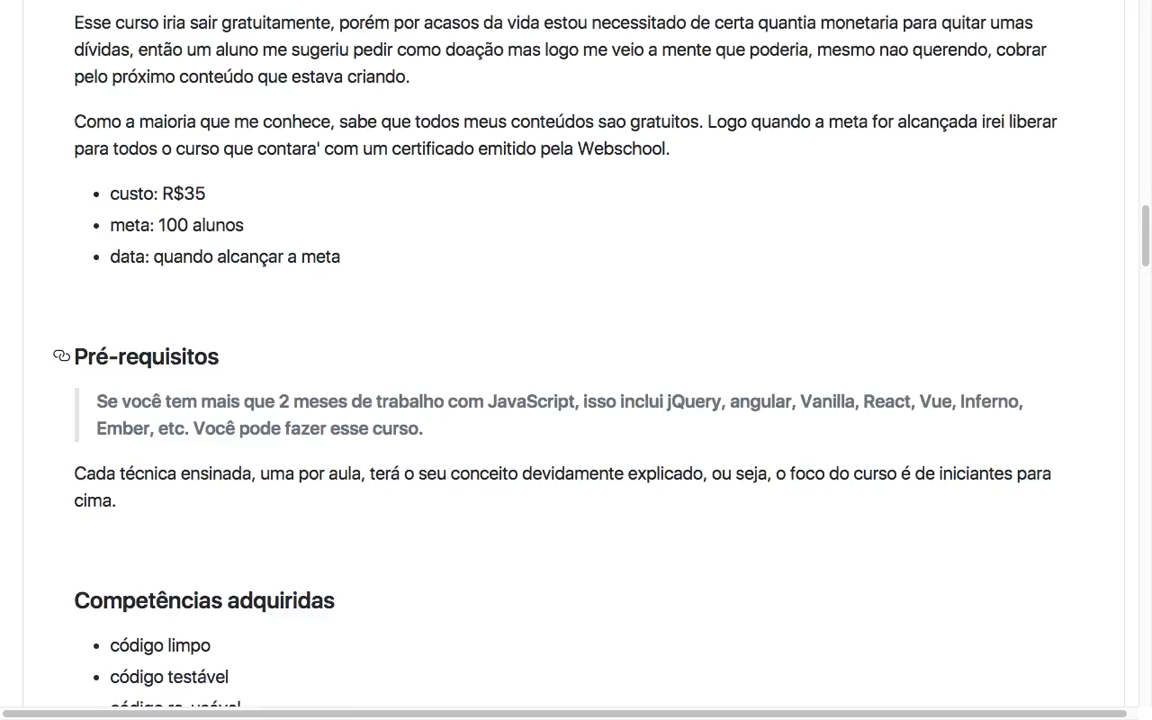 Esse curso iria sair gratuitamente, porém por acasos da vida estou necessitado de certa quantia monetaria para quitar umas
dívidas, então um aluno me sugeriu pedir como doação mas logo me veio a mente que poderia, mesmo nao querendo, cobrar
pelo próximo conteúdo que estava criando.
Como a maioria que me conhece, sabe que todos meus conteúdos sao gratuitos. Logo quando a meta for alcançada irei liberar
para todos o curso que contara' com um certificado emitido pela Webschool.
• custo: R$35
• meta: 100 alunos
• data: quando alcançar a meta
Pré-requisitos
Se você tem mais que 2 meses de trabalho com JavaScript, isso inclui jQuery, angular, Vanilla, React, Vue, Inferno,
Ember, etc. Você pode fazer esse curso.
Cada técnica ensinada, uma por aula, terá o seu conceito devidamente explicado, ou seja, o foco do curso é de iniciantes para
cima.
Competências adquiridas
• código limpo
• código testável
código re-usável